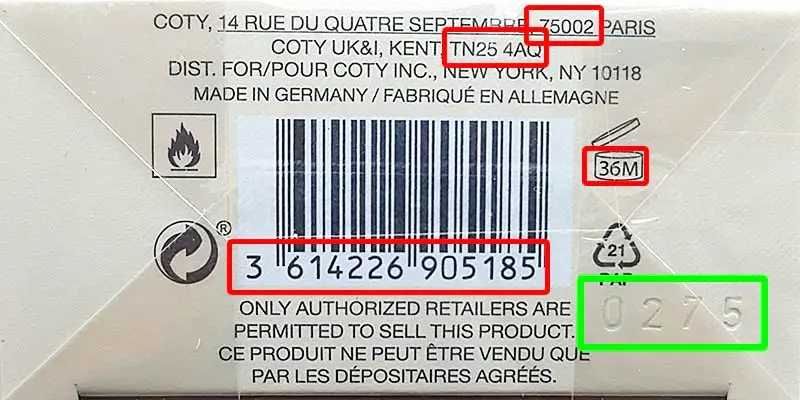 COTY, 14 RUE DU QUATRE SEPTEMBRE, 75002 PARIS
COTY UK&I, KENT, TN25 4AQ
DIST. FOR/POUR COTY INC., NEW YORK, NY 10118
MADE IN GERMANY / FABRIQUÉ EN ALLEMAGNE
36M
®
21
PAP
3 614226 905185
0275
ONLY AUTHORIZED RETAILERS ARE
PERMITTED TO SELL THIS PRODUCT.
CE PRODUIT NE PEUT ÊTRE VENDU QUE
PAR LES DÉPOSITAIRES AGRÉÉS.